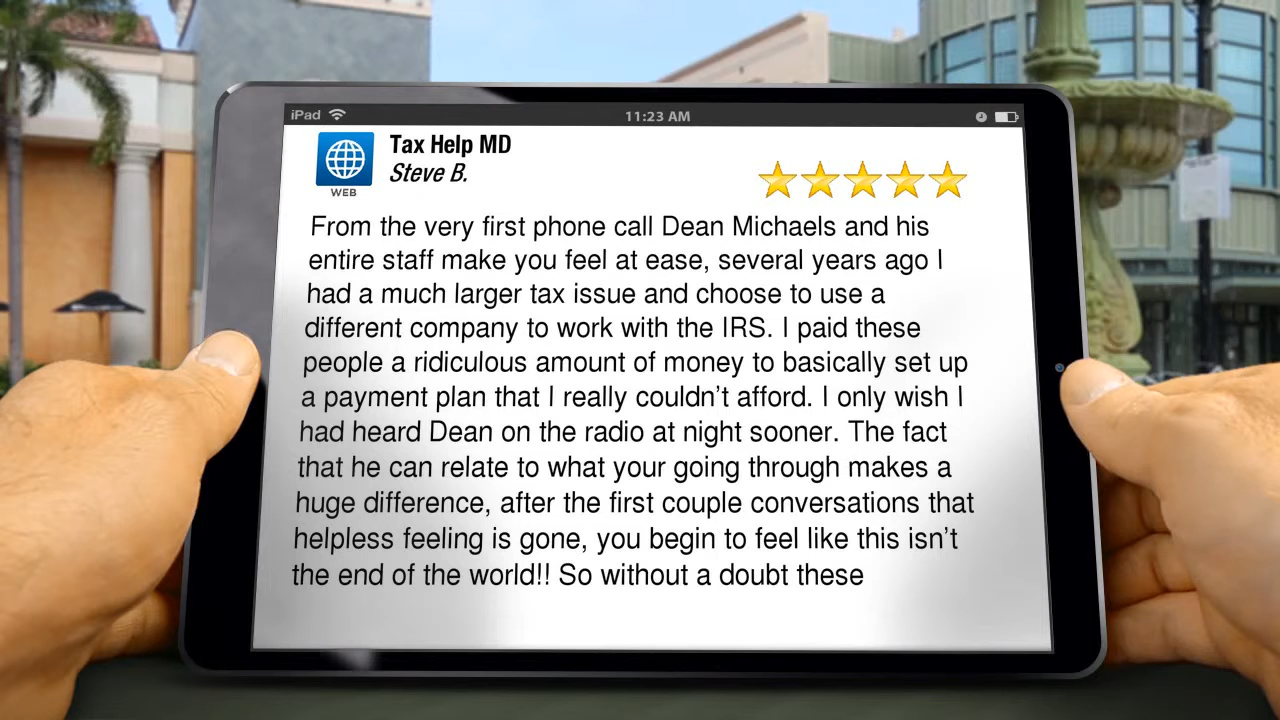 iPad 11:23 AM
Tax Help MD
Steve B.
WEB
From the very first phone call Dean Michaels and his
entire staff make you feel at ease, several years ago I
had a much larger tax issue and choose to use a
different company to work with the IRS. I paid these
people a ridiculous amount of money to basically set up
a payment plan that I really couldn’t afford. I only wish I
had heard Dean on the radio at night sooner. The fact
that he can relate to what your going through makes a
huge difference, after the first couple conversations that
helpless feeling is gone, you begin to feel like this isn’t
the end of the world!! So without a doubt these